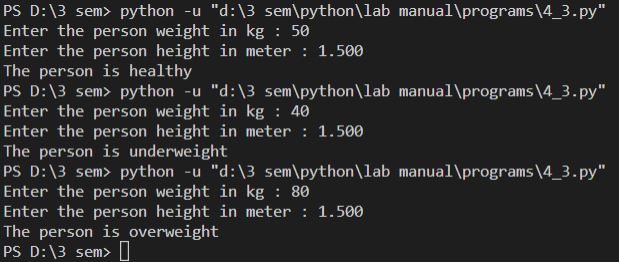 PS D:\3 sem> python -u "d:\3 sem\python\lab manual\programs\4_3.py"
Enter the person weight in kg : 50
Enter the person height in meter : 1.500
The person is healthy
PS D:\3 sem> python -u "d:\3 sem\python\lab manual\programs\4_3.py"
Enter the person weight in kg : 40
Enter the person height in meter : 1.500
The person is underweight
PS D:\3 sem> python -u "d:\3 sem\python\lab manual\programs\4_3.py"
Enter the person weight in kg : 80
Enter the person height in meter : 1.500
The person is overweight
PS D:\3 sem>